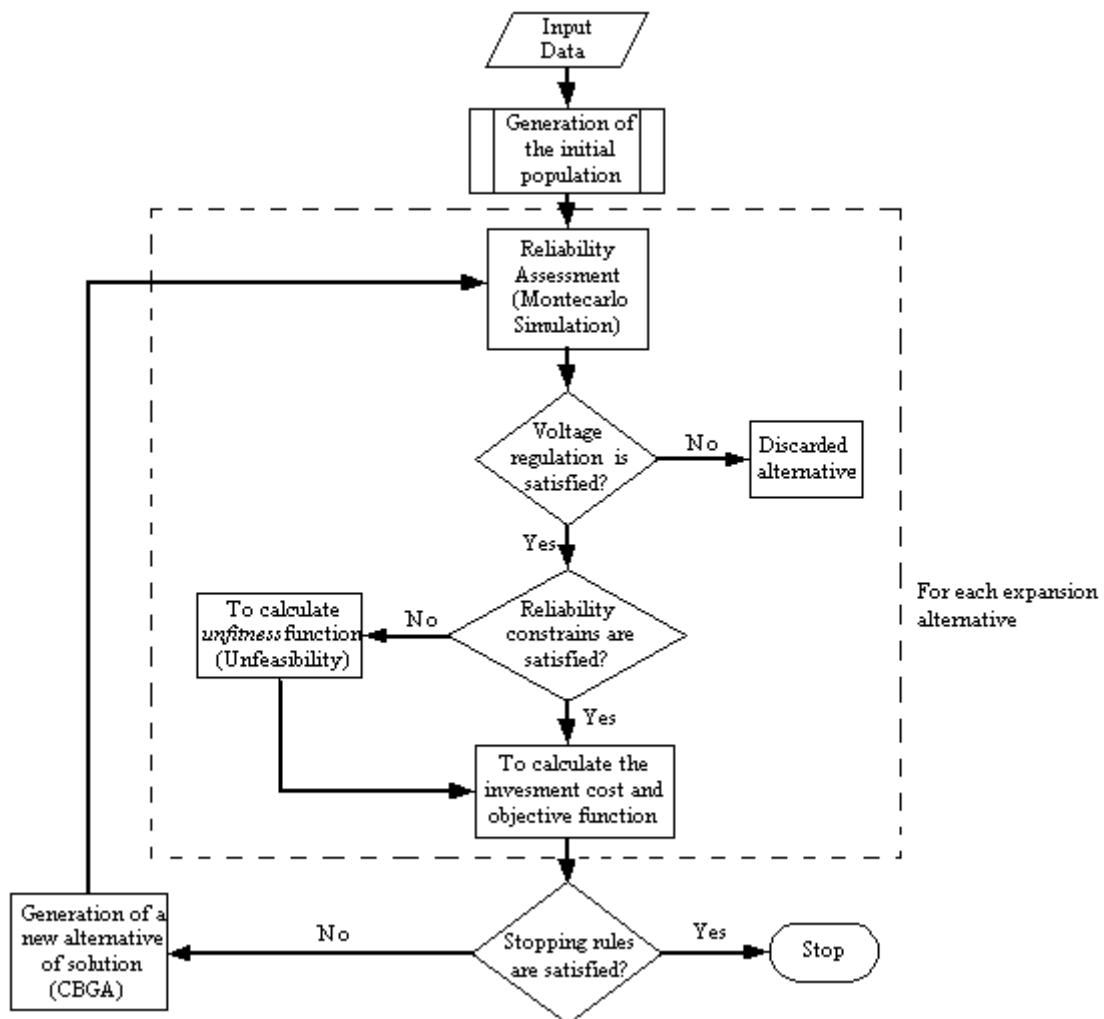 Input
Data
Generation of
the initial
population
Reliability
Assessment
(Montecarlo
Simulation)
Voltage
regulation is
satisfied?
No
Discarded
alternative
Yes
Reliability
constrains are
satisfied?
No
To calculate
unfitness function
(Unfeasibility)
For each expansion
alternative
Yes
To calculate the
invesment cost and
objective function
Stopping rules
are satisfied?
No
Generation of a
new alternative
of solution
(CBGA)
Yes
Stop